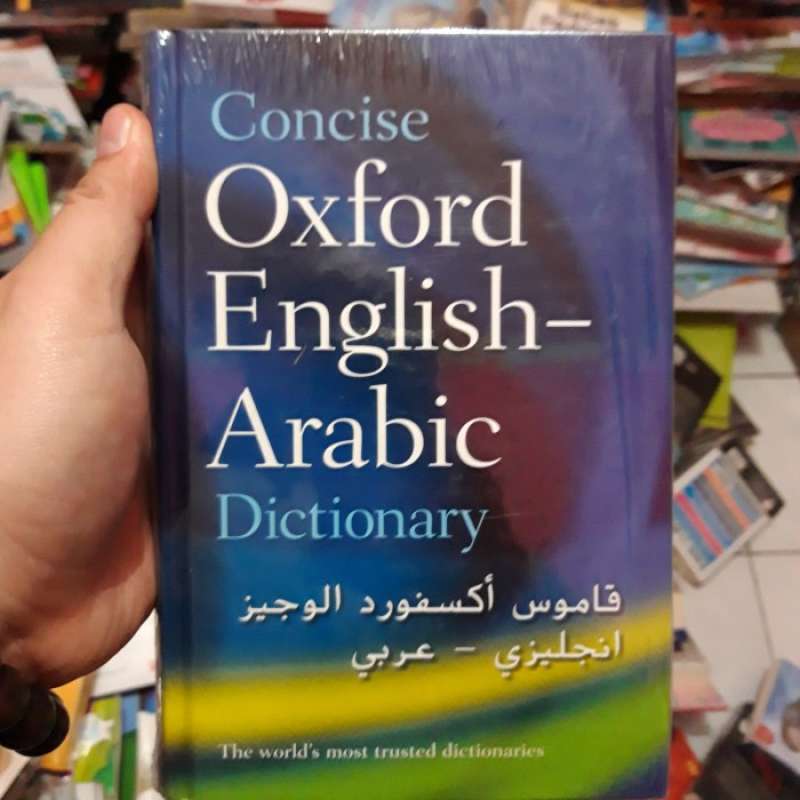 Concise
Oxford
English–
Arabic
Dictionary
قاموس أكسفورد الوجيز
انجليزي - عربي
The world's most trusted dictionaries